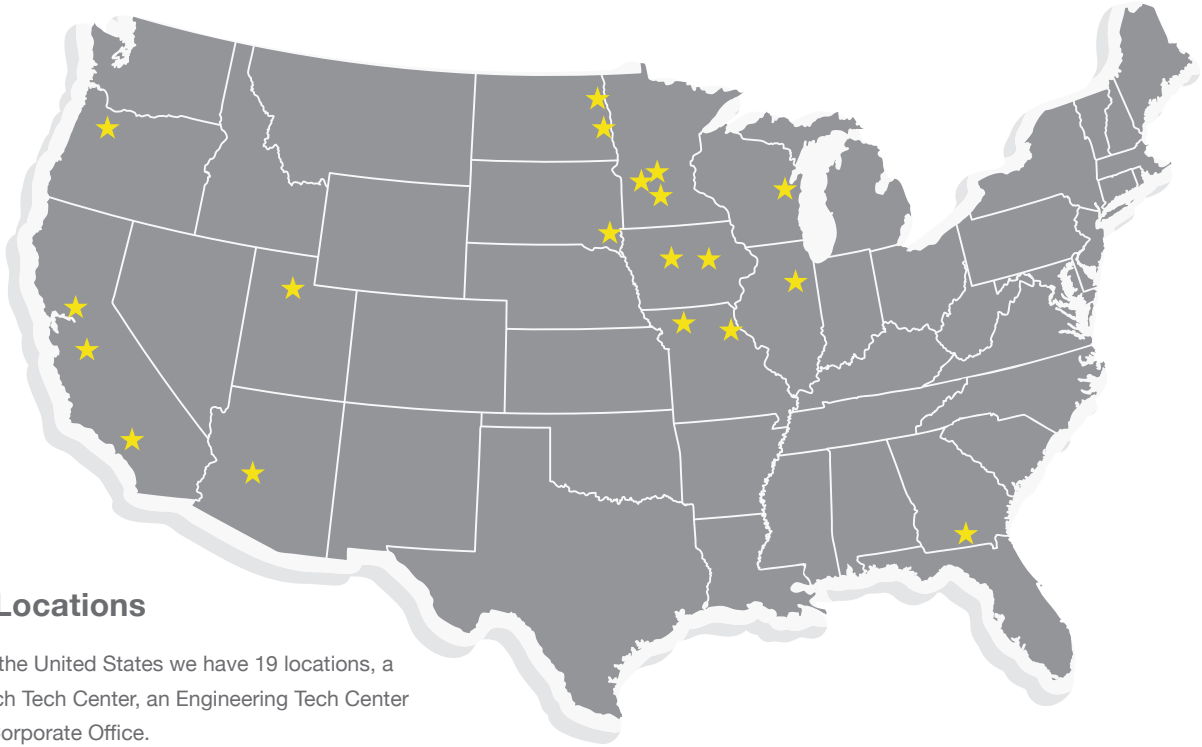 Locations
the United States we have 19 locations, a
ch Tech Center, an Engineering Tech Center
orporate Office.